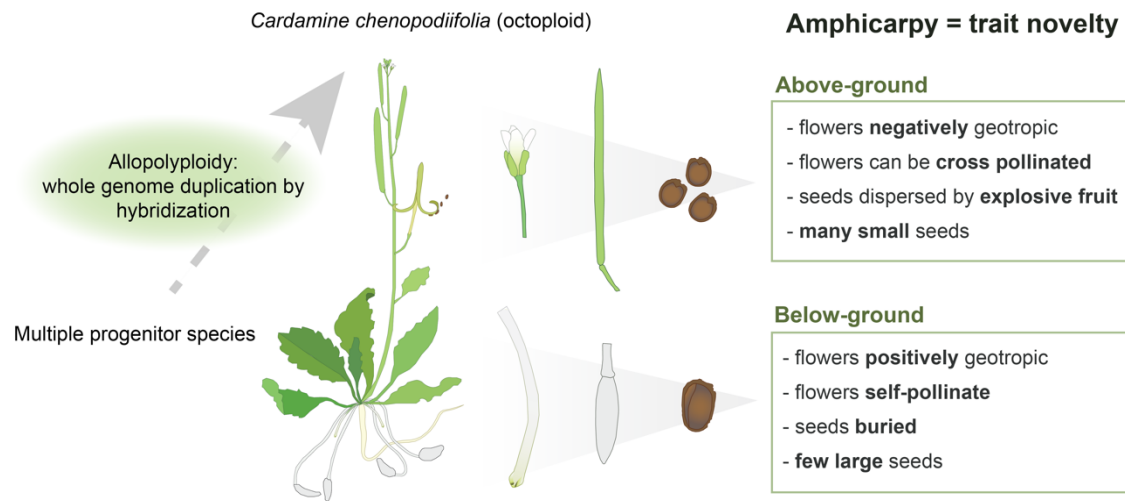 Cardamine chenopodiifolia (octoploid)
Allopolyploidy:
whole genome duplication by
hybridization
Multiple progenitor species
Amphicarpy = trait novelty
Above-ground
- flowers negatively geotropic
- flowers can be cross pollinated
- seeds dispersed by explosive fruit
- many small seeds
Below-ground
- flowers positively geotropic
- flowers self-pollinate
- seeds buried
- few large seeds